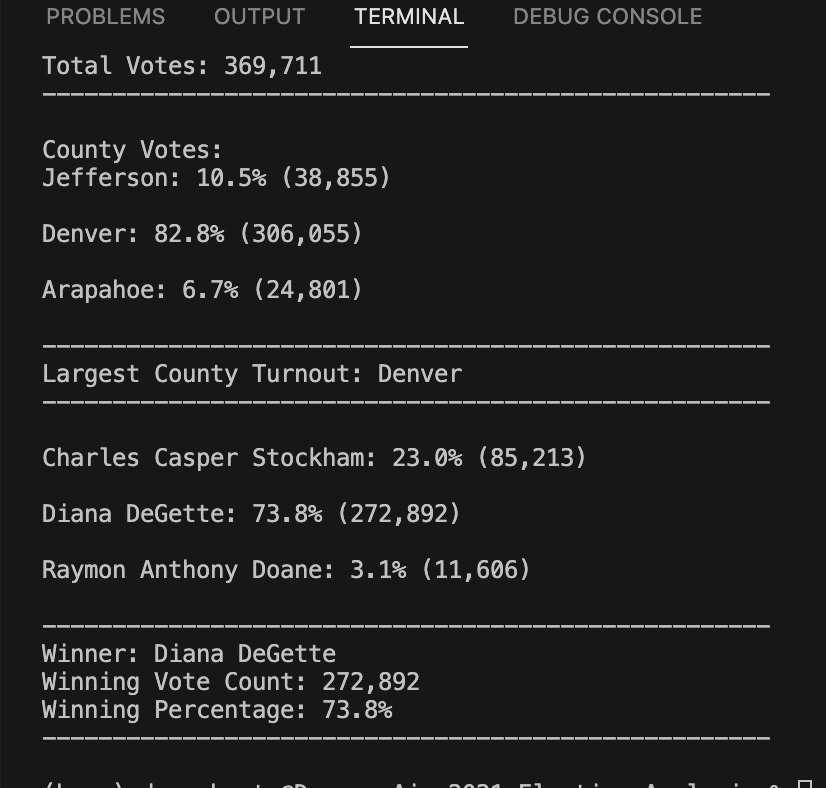 PROBLEMS OUTPUT TERMINAL DEBUG CONSOLE
Total Votes: 369,711
County Votes:
Jefferson: 10.5% (38,855)
Denver: 82.8% (306,055)
Arapahoe: 6.7% (24,801)
Largest County Turnout: Denver
Charles Casper Stockham: 23.0% (85,213)
Diana DeGette: 73.8% (272,892)
Raymon Anthony Doane: 3.1% (11,606)
Winner: Diana DeGette
Winning Vote Count: 272,892
Winning Percentage: 73.8%